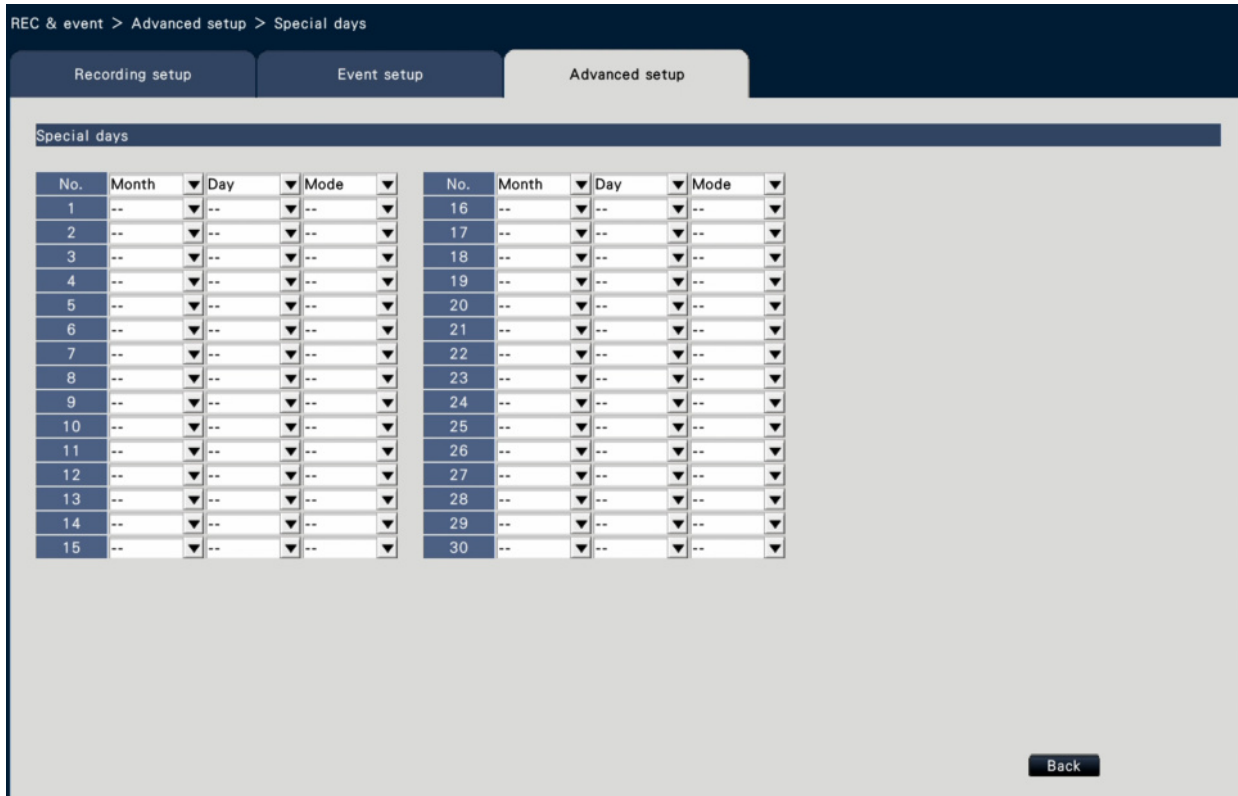 REC & event > Advanced setup > Special days
Recording setup Event setup Advanced setup
Special days
No. Month Day Mode No. Month Day Mode
1 -- -- -- 16 -- -- --
2 -- -- -- 17 -- -- --
3 -- -- -- 18 -- -- --
4 -- -- -- 19 -- -- --
5 -- -- -- 20 -- -- --
6 -- -- -- 21 -- -- --
7 -- -- -- 22 -- -- --
8 -- -- -- 23 -- -- --
9 -- -- -- 24 -- -- --
10 -- -- -- 25 -- -- --
11 -- -- -- 26 -- -- --
12 -- -- -- 27 -- -- --
13 -- -- -- 28 -- -- --
14 -- -- -- 29 -- -- --
15 -- -- -- 30 -- -- --
Back